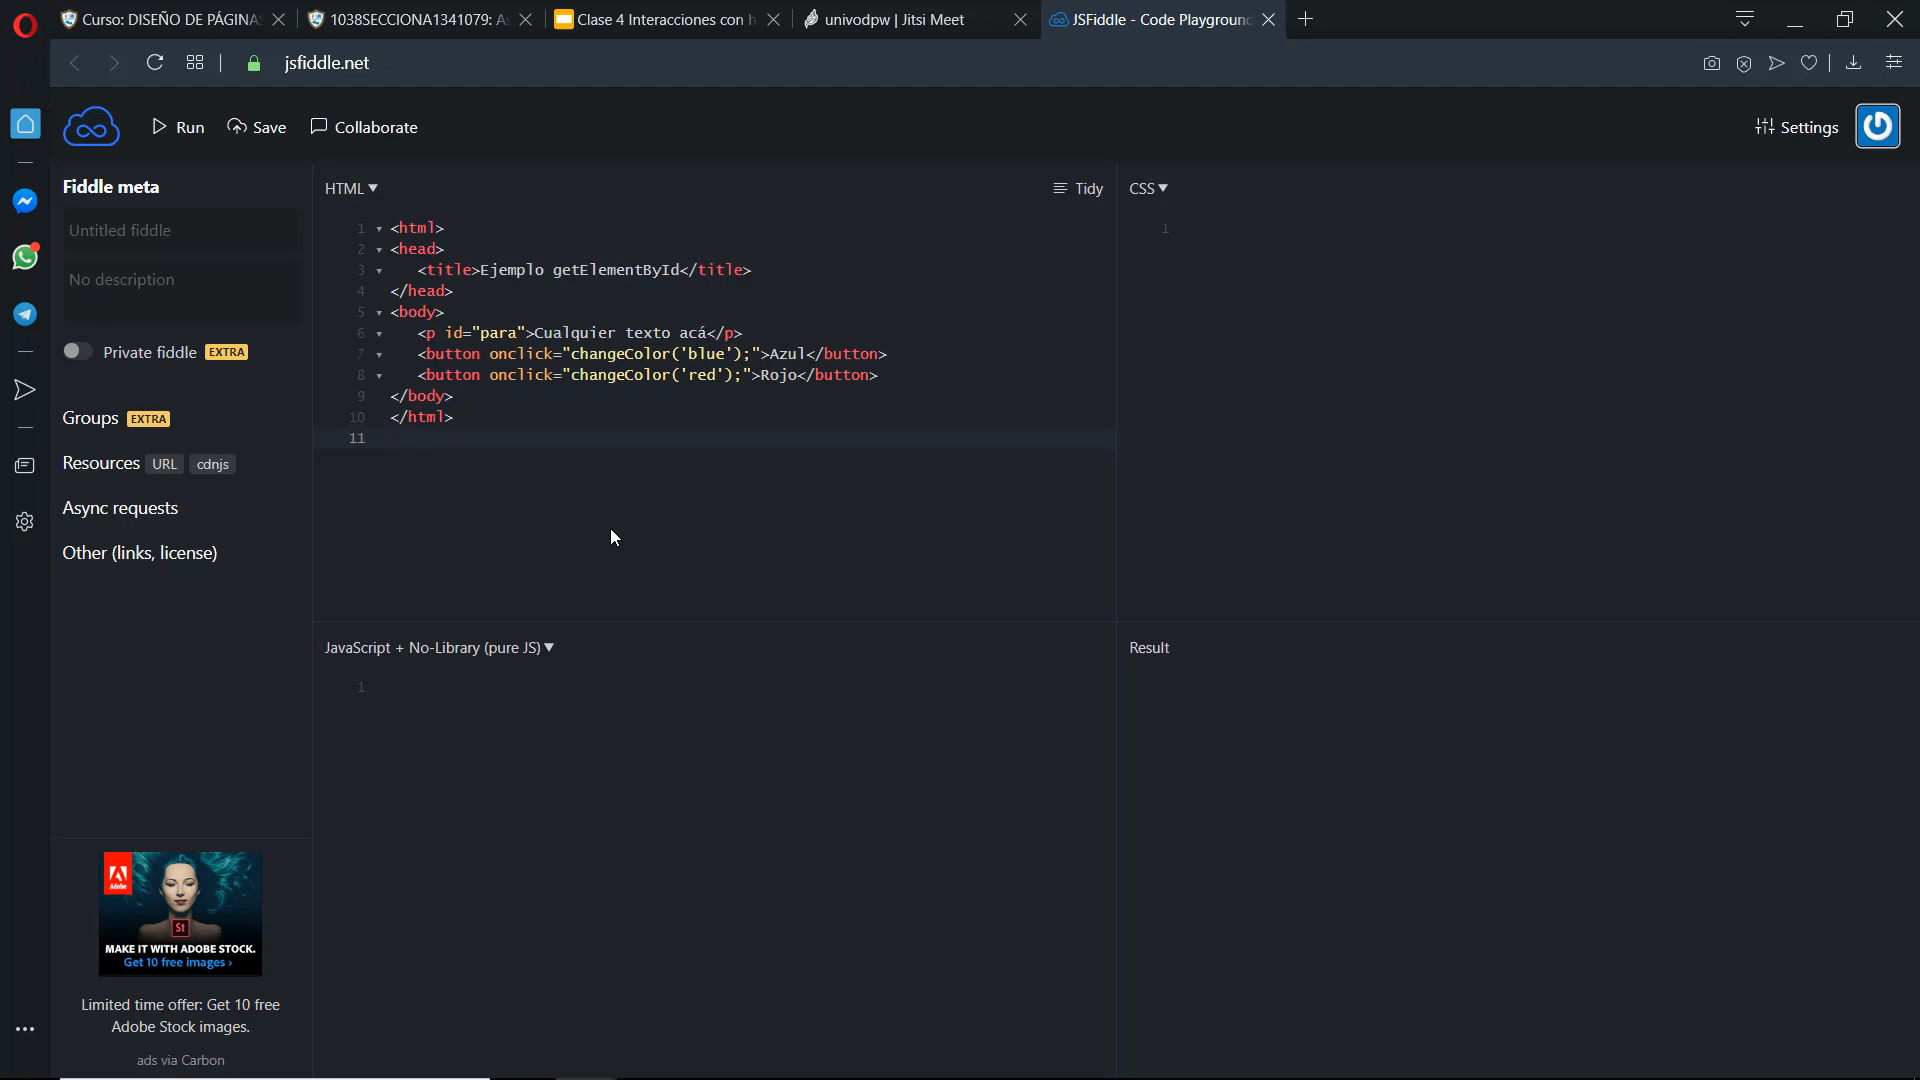 Curso: DISEÑO DE PÁGINAS
1038SECCIONA1341079: A
Clase 4 Interacciones con h
univodpw | Jitsi Meet
JSFiddle - Code Playground
jsfiddle.net
Run
Save
Collaborate
Settings
Fiddle meta
Untitled fiddle
No description
Private fiddle EXTRA
Groups EXTRA
Resources URL cdnjs
Async requests
Other (links, license)
HTML
Tidy
1 <html>
2 <head>
3 <title>Ejemplo getElementById</title>
4 </head>
5 <body>
6 <p id="para">Cualquier texto acá</p>
7 <button onclick="changeColor('blue');">Azul</button>
8 <button onclick="changeColor('red');">Rojo</button>
9 </body>
10 </html>
11
CSS
1
JavaScript + No-Library (pure JS)
1
Result
Adobe
St
MAKE IT WITH ADOBE STOCK.
Get 10 free images ›
Limited time offer: Get 10 free
Adobe Stock images.
ads via Carbon